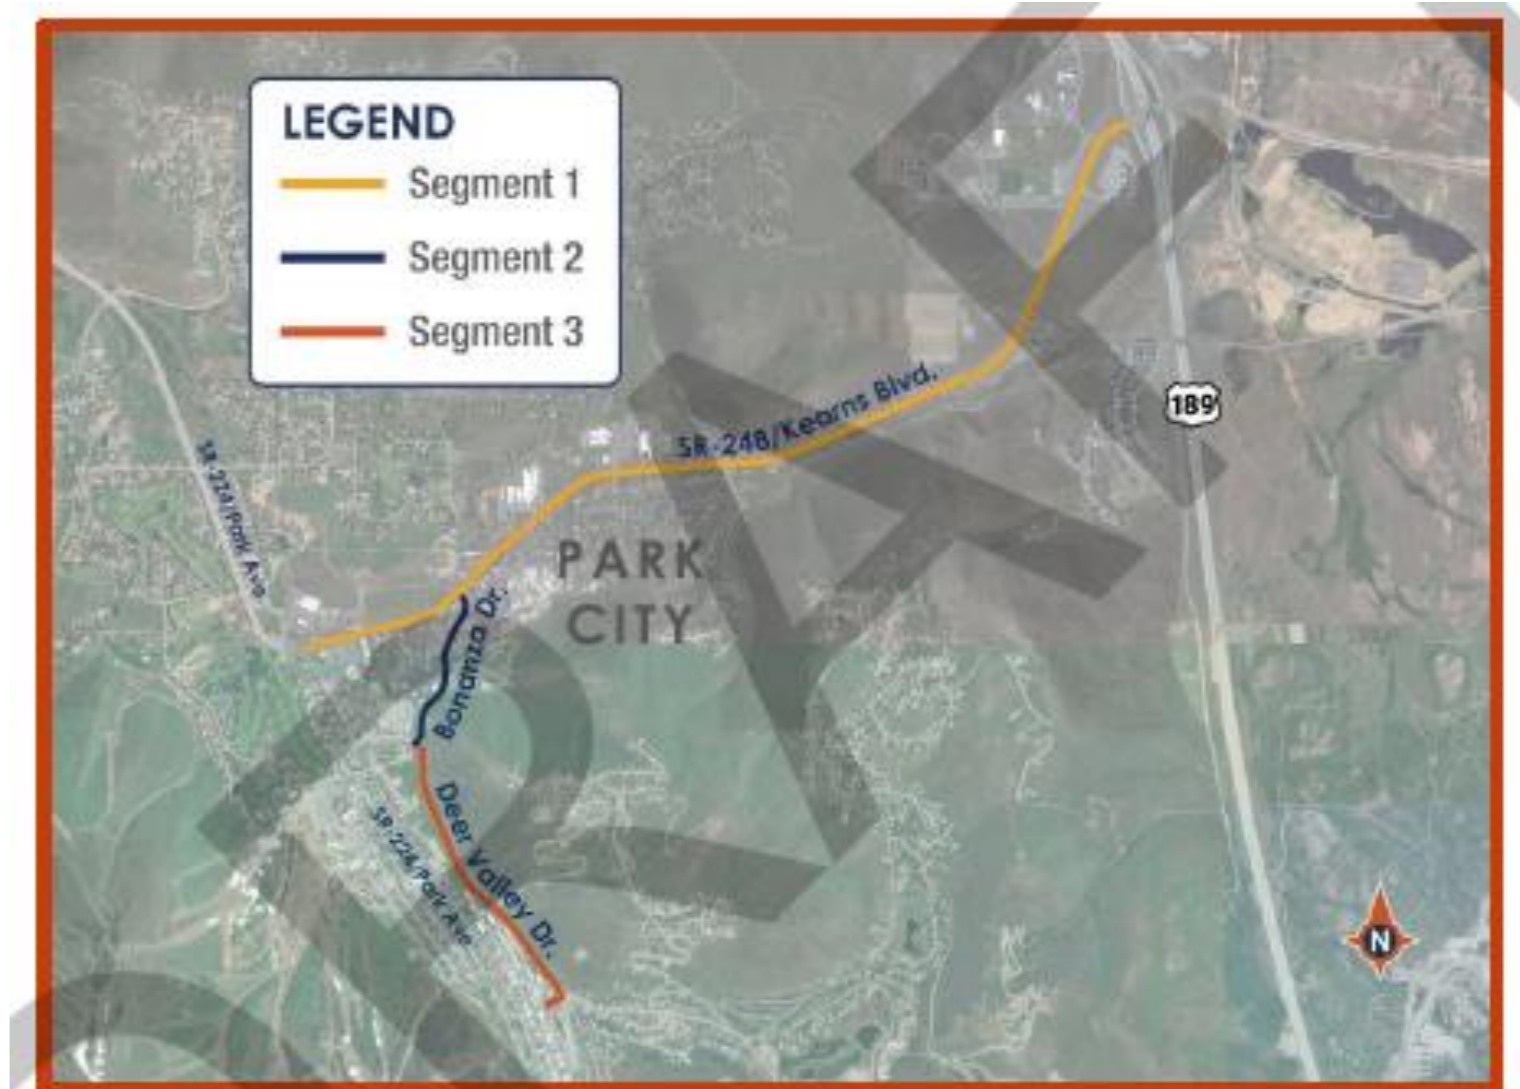 LEGEND
Segment 1
Segment 2
Segment 3
SR-248/Kearns Blvd.
189
SR-224/Park Ave
PARK
CITY
Bonanza Dr.
Deer Valley Dr.
SR-224/Park Ave
N
DRAFT